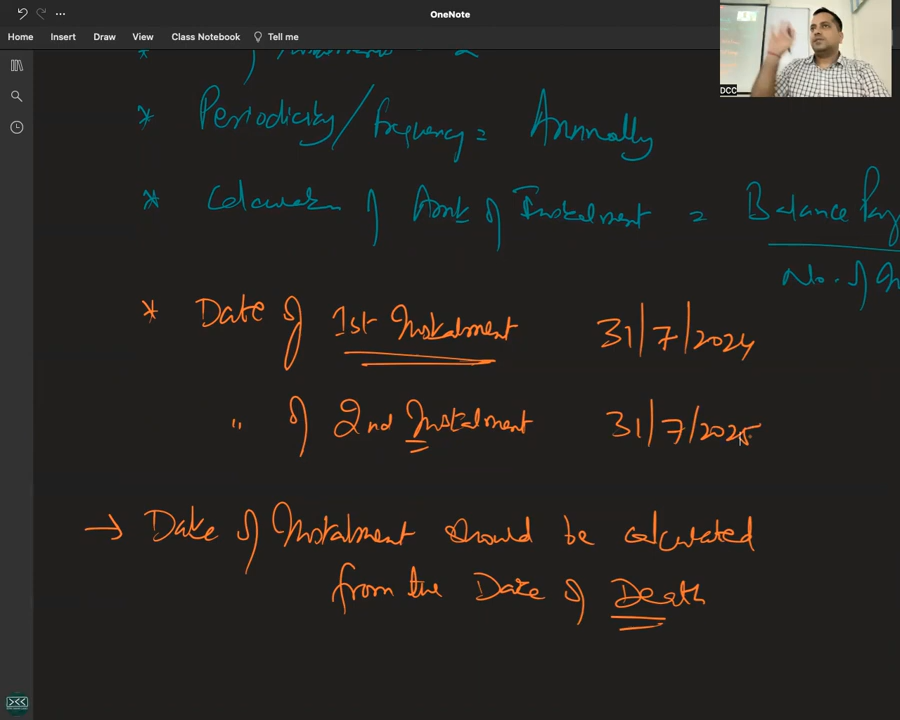 OneNote
Home Insert Draw View Class Notebook Tell me
DCC
* Periodicity/frequency = Annually
* Calculation of Amt of Instalment = Balance Pay
No. of In
* Date of 1st Instalment 31/7/2024
" of 2nd Instalment 31/7/2025
→ Date of Instalment should be calculated
from the Date of Death